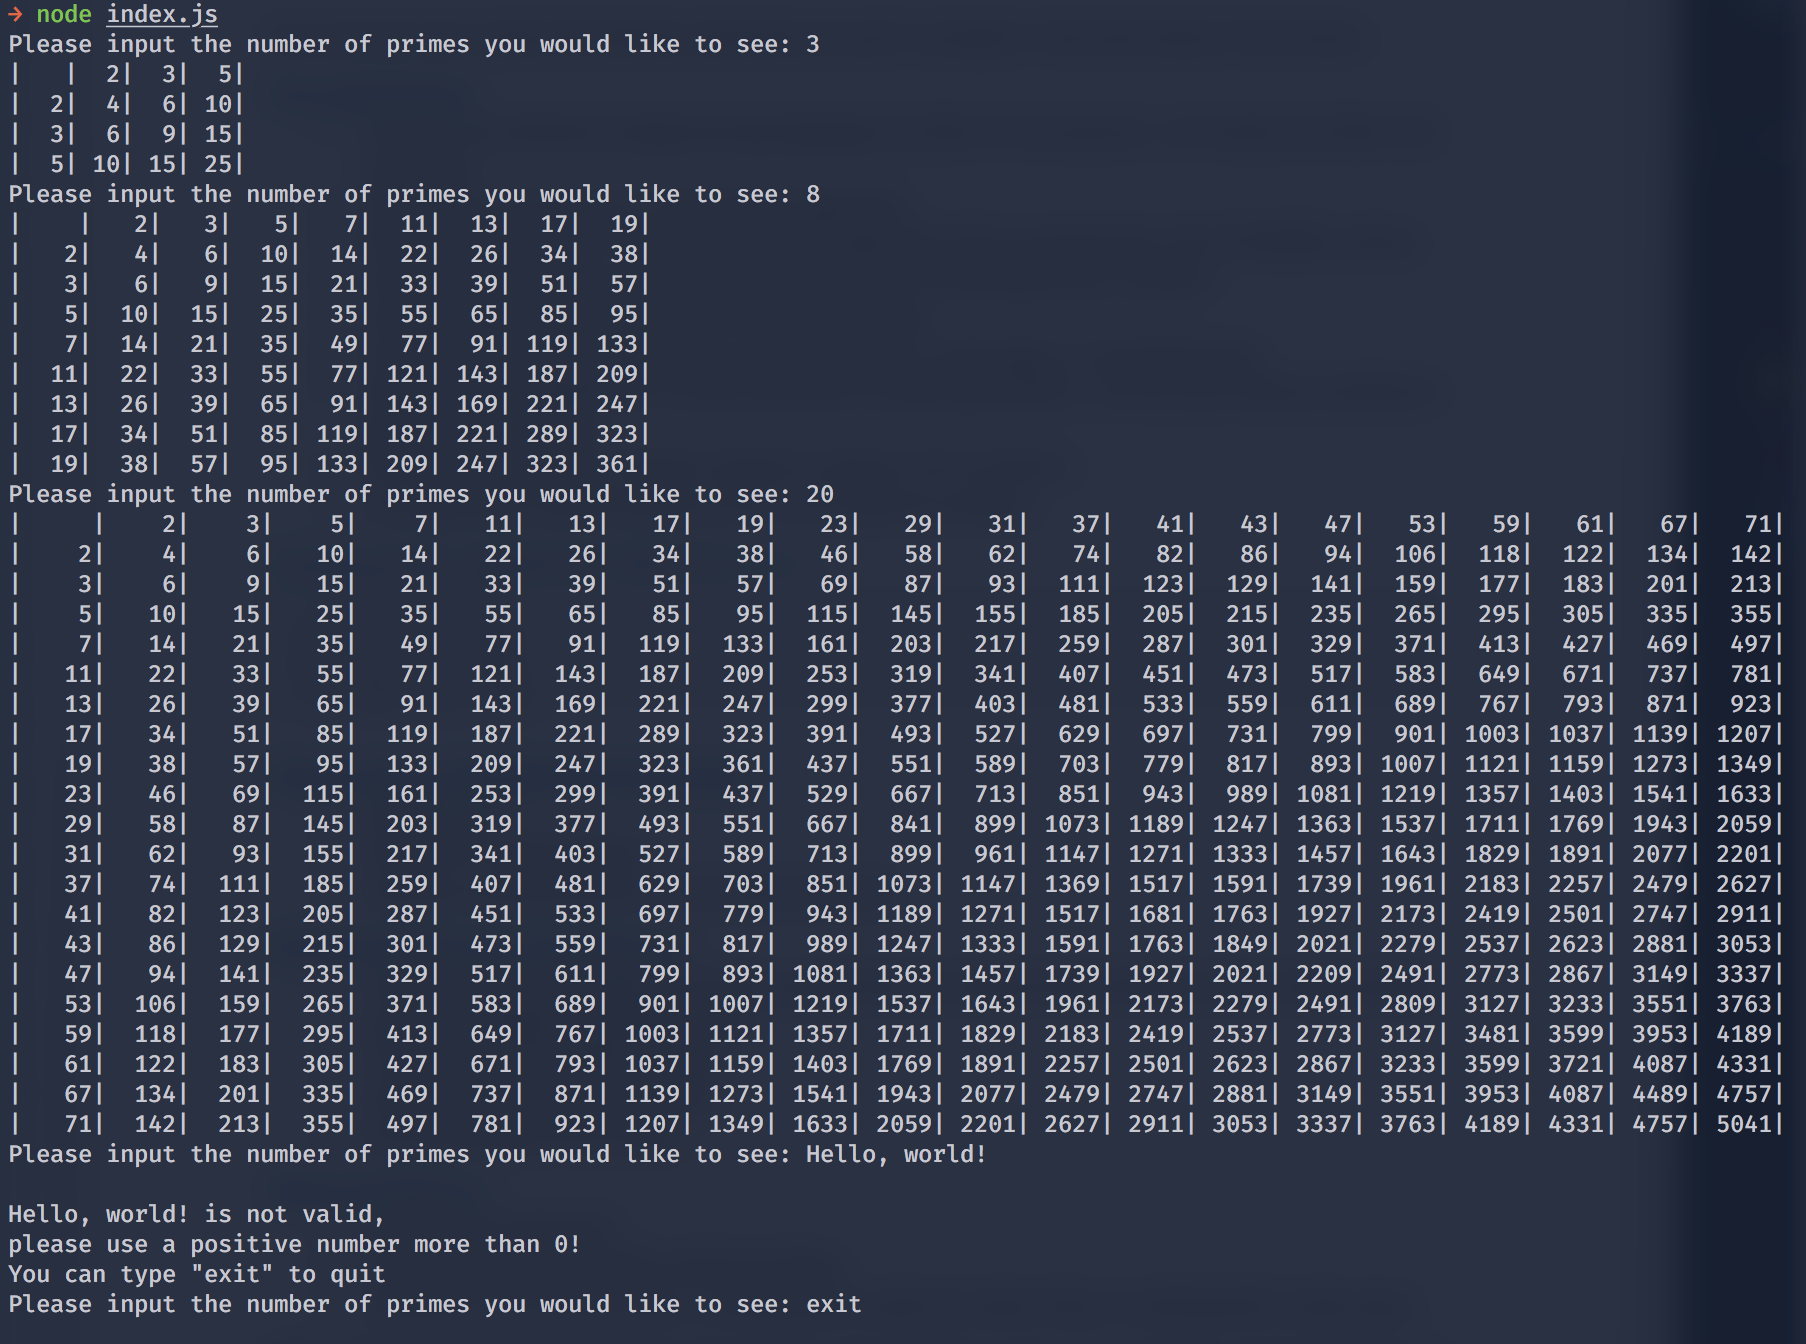 → node index.js
Please input the number of primes you would like to see: 3
|   |  2|  3|  5|
|  2|  4|  6| 10|
|  3|  6|  9| 15|
|  5| 10| 15| 25|
Please input the number of primes you would like to see: 8
|    |   2|   3|   5|   7|  11|  13|  17|  19|
|   2|   4|   6|  10|  14|  22|  26|  34|  38|
|   3|   6|   9|  15|  21|  33|  39|  51|  57|
|   5|  10|  15|  25|  35|  55|  65|  85|  95|
|   7|  14|  21|  35|  49|  77|  91| 119| 133|
|  11|  22|  33|  55|  77| 121| 143| 187| 209|
|  13|  26|  39|  65|  91| 143| 169| 221| 247|
|  17|  34|  51|  85| 119| 187| 221| 289| 323|
|  19|  38|  57|  95| 133| 209| 247| 323| 361|
Please input the number of primes you would like to see: 20
|     |    2|    3|    5|    7|   11|   13|   17|   19|   23|   29|   31|   37|   41|   43|   47|   53|   59|   61|   67|   71|
|    2|    4|    6|   10|   14|   22|   26|   34|   38|   46|   58|   62|   74|   82|   86|   94|  106|  118|  122|  134|  142|
|    3|    6|    9|   15|   21|   33|   39|   51|   57|   69|   87|   93|  111|  123|  129|  141|  159|  177|  183|  201|  213|
|    5|   10|   15|   25|   35|   55|   65|   85|   95|  115|  145|  155|  185|  205|  215|  235|  265|  295|  305|  335|  355|
|    7|   14|   21|   35|   49|   77|   91|  119|  133|  161|  203|  217|  259|  287|  301|  329|  371|  413|  427|  469|  497|
|   11|   22|   33|   55|   77|  121|  143|  187|  209|  253|  319|  341|  407|  451|  473|  517|  583|  649|  671|  737|  781|
|   13|   26|   39|   65|   91|  143|  169|  221|  247|  299|  377|  403|  481|  533|  559|  611|  689|  767|  793|  871|  923|
|   17|   34|   51|   85|  119|  187|  221|  289|  323|  391|  493|  527|  629|  697|  731|  799|  901| 1003| 1037| 1139| 1207|
|   19|   38|   57|   95|  133|  209|  247|  323|  361|  437|  551|  589|  703|  779|  817|  893| 1007| 1121| 1159| 1273| 1349|
|   23|   46|   69|  115|  161|  253|  299|  391|  437|  529|  667|  713|  851|  943|  989| 1081| 1219| 1357| 1403| 1541| 1633|
|   29|   58|   87|  145|  203|  319|  377|  493|  551|  667|  841|  899| 1073| 1189| 1247| 1363| 1537| 1711| 1769| 1943| 2059|
|   31|   62|   93|  155|  217|  341|  403|  527|  589|  713|  899|  961| 1147| 1271| 1333| 1457| 1643| 1829| 1891| 2077| 2201|
|   37|   74|  111|  185|  259|  407|  481|  629|  703|  851| 1073| 1147| 1369| 1517| 1591| 1739| 1961| 2183| 2257| 2479| 2627|
|   41|   82|  123|  205|  287|  451|  533|  697|  779|  943| 1189| 1271| 1517| 1681| 1763| 1927| 2173| 2419| 2501| 2747| 2911|
|   43|   86|  129|  215|  301|  473|  559|  731|  817|  989| 1247| 1333| 1591| 1763| 1849| 2021| 2279| 2537| 2623| 2881| 3053|
|   47|   94|  141|  235|  329|  517|  611|  799|  893| 1081| 1363| 1457| 1739| 1927| 2021| 2209| 2491| 2773| 2867| 3149| 3337|
|   53|  106|  159|  265|  371|  583|  689|  901| 1007| 1219| 1537| 1643| 1961| 2173| 2279| 2491| 2809| 3127| 3233| 3551| 3763|
|   59|  118|  177|  295|  413|  649|  767| 1003| 1121| 1357| 1711| 1829| 2183| 2419| 2537| 2773| 3127| 3481| 3599| 3953| 4189|
|   61|  122|  183|  305|  427|  671|  793| 1037| 1159| 1403| 1769| 1891| 2257| 2501| 2623| 2867| 3233| 3599| 3721| 4087| 4331|
|   67|  134|  201|  335|  469|  737|  871| 1139| 1273| 1541| 1943| 2077| 2479| 2747| 2881| 3149| 3551| 3953| 4087| 4489| 4757|
|   71|  142|  213|  355|  497|  781|  923| 1207| 1349| 1633| 2059| 2201| 2627| 2911| 3053| 3337| 3763| 4189| 4331| 4757| 5041|
Please input the number of primes you would like to see: Hello, world!

Hello, world! is not valid,
please use a positive number more than 0!
You can type "exit" to quit
Please input the number of primes you would like to see: exit